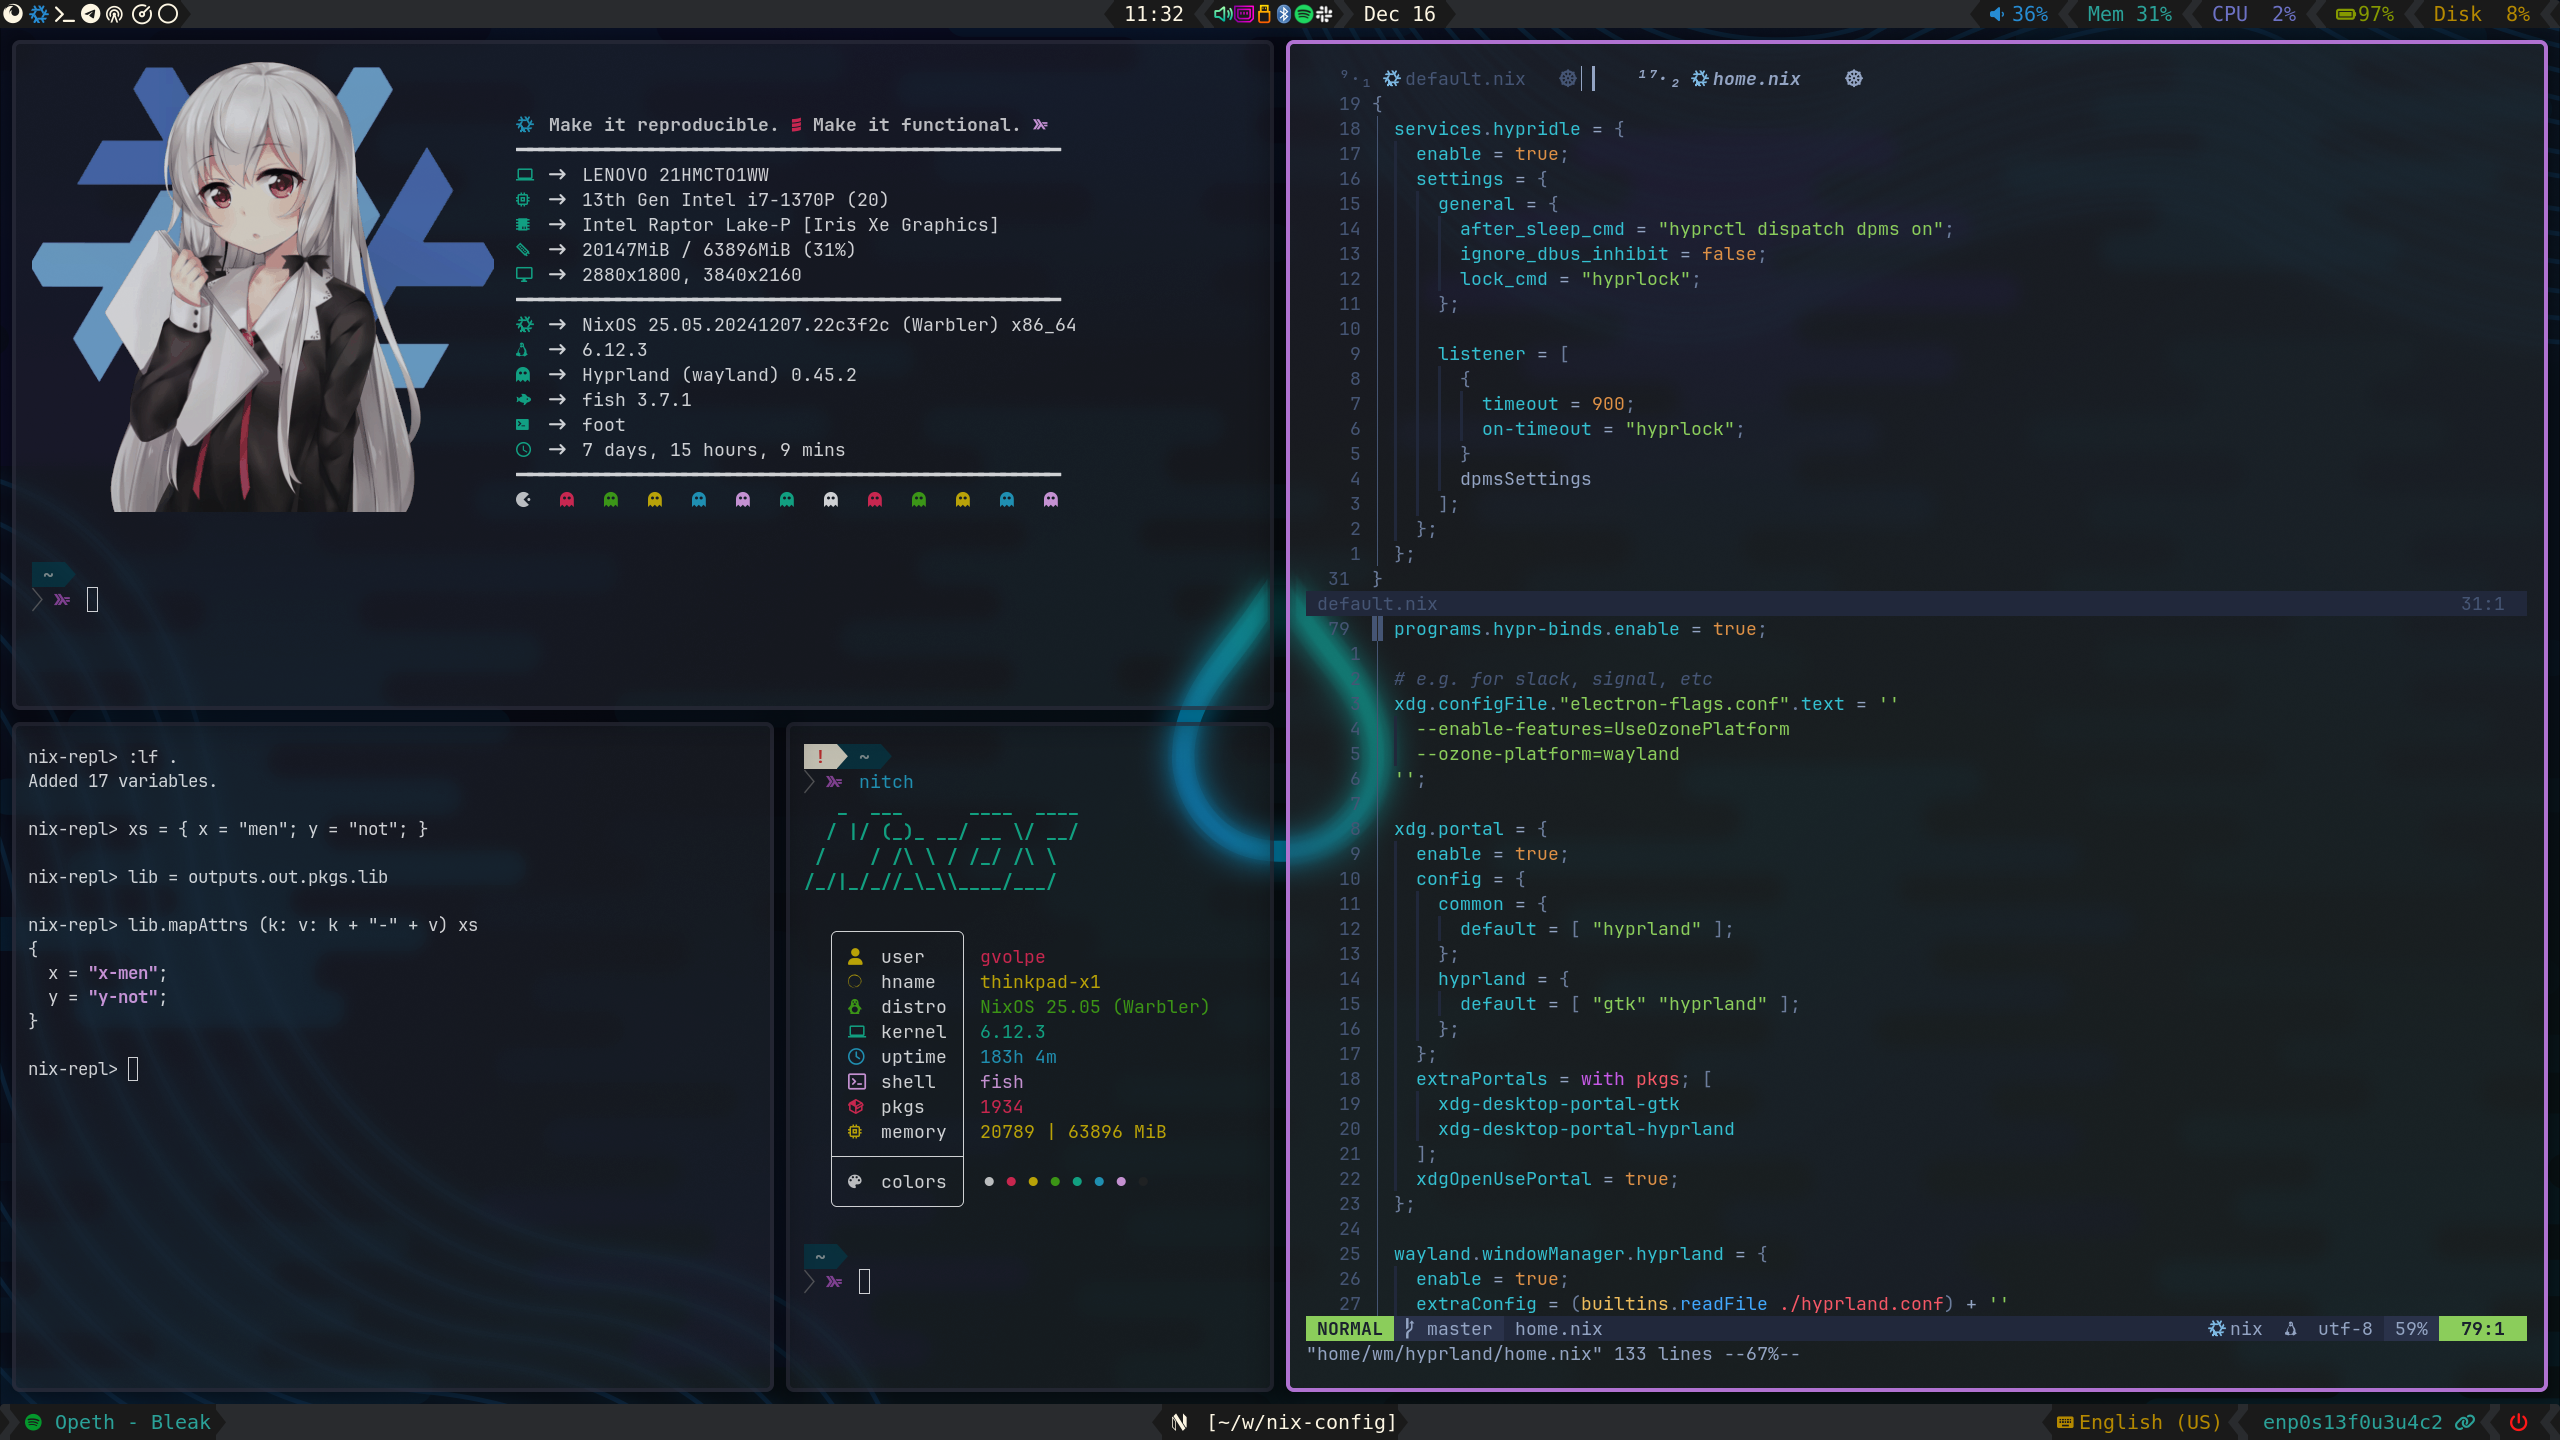 11:32
Dec 16
36%
Mem 31%
CPU 2%
97%
Disk 8%
Make it reproducible. Make it functional.
LENOVO 21HMCTO1WW
13th Gen Intel i7-1370P (20)
Intel Raptor Lake-P [Iris Xe Graphics]
20147MiB / 63896MiB (31%)
2880x1800, 3840x2160
NixOS 25.05.20241207.22c3f2c (Warbler) x86_64
6.12.3
Hyprland (wayland) 0.45.2
fish 3.7.1
foot
7 days, 15 hours, 9 mins
~
nix-repl> :lf .
Added 17 variables.
nix-repl> xs = { x = "men"; y = "not"; }
nix-repl> lib = outputs.out.pkgs.lib
nix-repl> lib.mapAttrs (k: v: k + "-" + v) xs
{
  x = "x-men";
  y = "y-not";
}
nix-repl>
! ~
nitch
   _  ___      ____  ____
  / |/ (_)_ __/ __ \/ __/
 /    / /\ \ / /_/ /\ \
/_/|_/_//_\_\\____/___/
user gvolpe
hname thinkpad-x1
distro NixOS 25.05 (Warbler)
kernel 6.12.3
uptime 183h 4m
shell fish
pkgs 1934
memory 20789 | 63896 MiB
colors
~
⁹·₁ default.nix ¹⁷·₂ home.nix
19 {
18   services.hypridle = {
17     enable = true;
16     settings = {
15       general = {
14         after_sleep_cmd = "hyprctl dispatch dpms on";
13         ignore_dbus_inhibit = false;
12         lock_cmd = "hyprlock";
11       };
10
9       listener = [
8         {
7           timeout = 900;
6           on-timeout = "hyprlock";
5         }
4         dpmsSettings
3       ];
2     };
1   };
31 }
default.nix 31:1
79   programs.hypr-binds.enable = true;
1
2   # e.g. for slack, signal, etc
3   xdg.configFile."electron-flags.conf".text = ''
4     --enable-features=UseOzonePlatform
5     --ozone-platform=wayland
6   '';
7
8   xdg.portal = {
9     enable = true;
10     config = {
11       common = {
12         default = [ "hyprland" ];
13       };
14       hyprland = {
15         default = [ "gtk" "hyprland" ];
16       };
17     };
18     extraPortals = with pkgs; [
19       xdg-desktop-portal-gtk
20       xdg-desktop-portal-hyprland
21     ];
22     xdgOpenUsePortal = true;
23   };
24
25   wayland.windowManager.hyprland = {
26     enable = true;
27     extraConfig = (builtins.readFile ./hyprland.conf) + ''
NORMAL master home.nix nix utf-8 59% 79:1
"home/wm/hyprland/home.nix" 133 lines --67%--
Opeth - Bleak
[~/w/nix-config]
English (US)
enp0s13f0u3u4c2